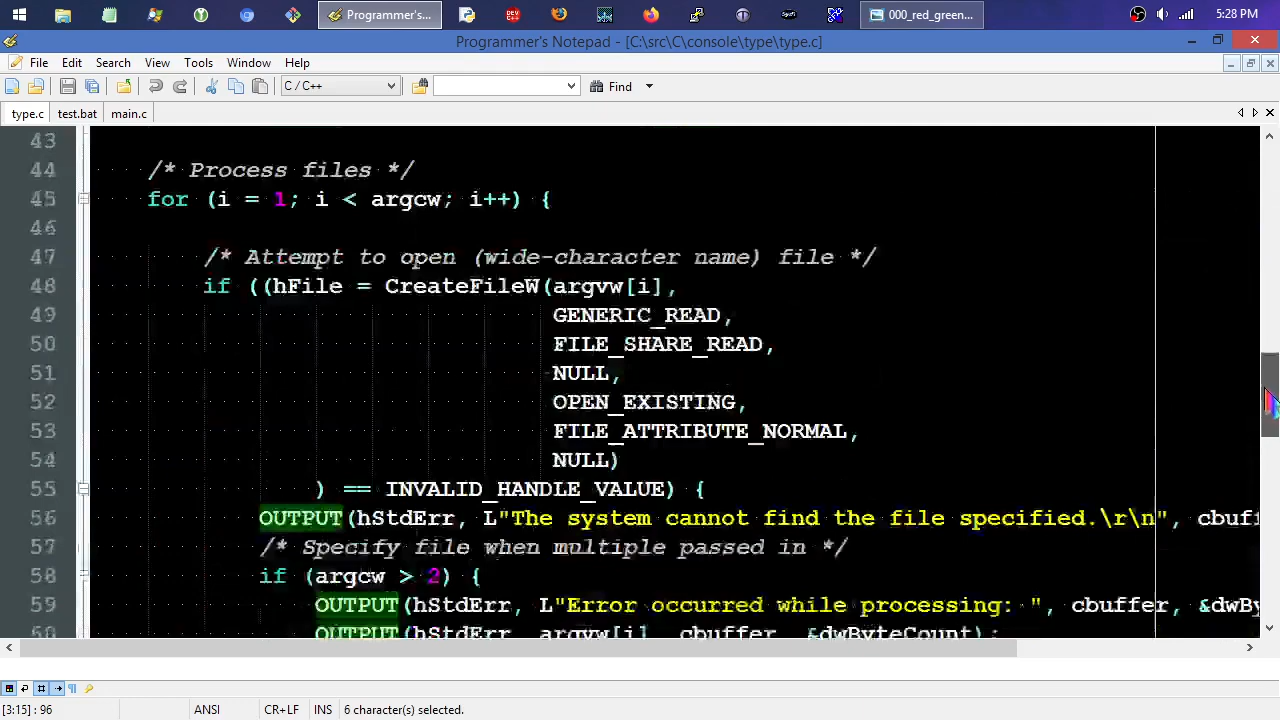 Programmer's...
000_red_green...
5:28 PM
Programmer's Notepad - [C:\src\C\console\type\type.c]
File Edit Search View Tools Window Help
C / C++ Find
type.c test.bat main.c
43
44 /* Process files */
45 for (i = 1; i < argcw; i++) {
46
47 /* Attempt to open (wide-character name) file */
48 if ((hFile = CreateFileW(argvw[i],
49 GENERIC_READ,
50 FILE_SHARE_READ,
51 NULL,
52 OPEN_EXISTING,
53 FILE_ATTRIBUTE_NORMAL,
54 NULL)
55 ) == INVALID_HANDLE_VALUE) {
56 OUTPUT(hStdErr, L"The system cannot find the file specified.\r\n", cbuff
57 /* Specify file when multiple passed in */
58 if (argcw > 2) {
59 OUTPUT(hStdErr, L"Error occurred while processing: ", cbuffer, &dwBy
OUTPUT(hStdErr, argvw[i], cbuffer, &dwByteCount);
[3:15] : 96 ANSI CR+LF INS 6 character(s) selected.